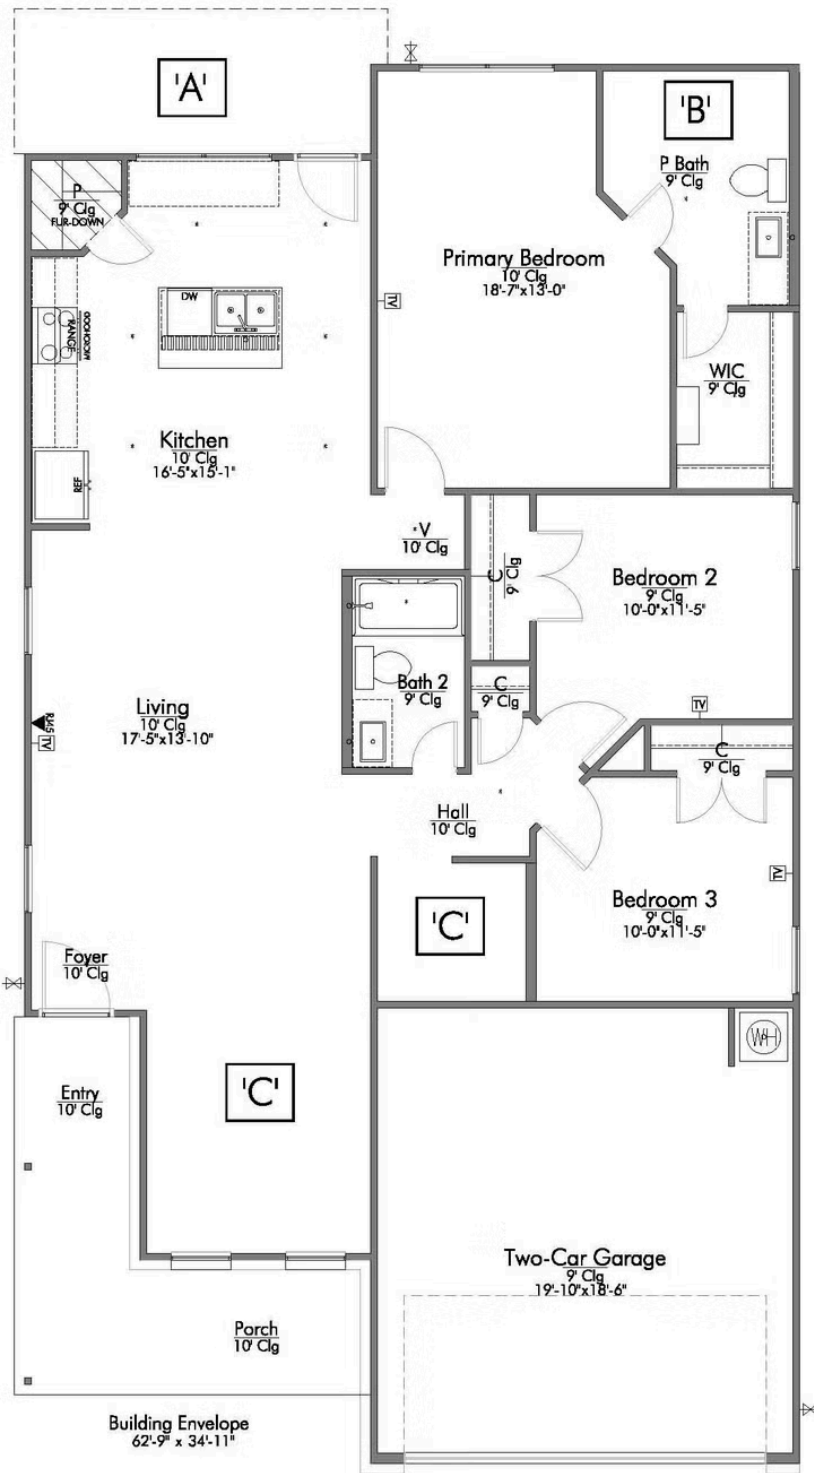 'A'
'B'
P Bath
9' Clg
P
9' Clg
FUR-DOWN
Primary Bedroom
10' Clg
18'-7"x13'-0"
TV
DW
RANGE
MICROHOOD
WIC
9' Clg
Kitchen
10' Clg
16'-5"x15'-1"
REF
V
10' Clg
C
9' Clg
Bedroom 2
9' Clg
10'-0"x11'-5"
TV
Bath 2
9' Clg
C
9' Clg
Living
10' Clg
17'-5"x13'-10"
RG6
TV
C
9' Clg
Hall
10' Clg
Bedroom 3
9' Clg
10'-0"x11'-5"
TV
'C'
Foyer
10' Clg
WH
Entry
10' Clg
'C'
Two-Car Garage
9' Clg
19'-10"x18'-6"
Porch
10' Clg
Building Envelope
62'-9" x 34'-11"